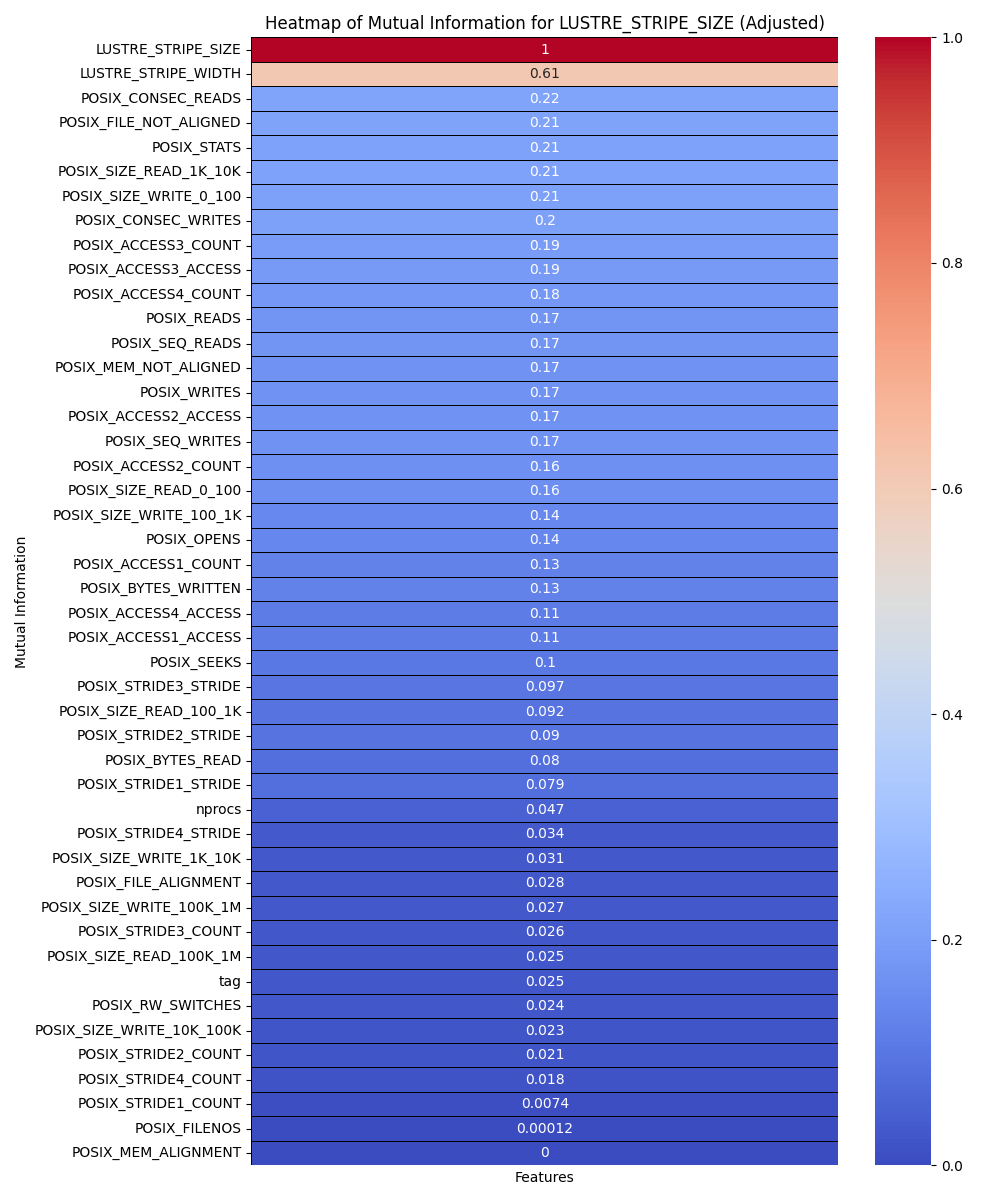 Heatmap of Mutual Information for LUSTRE_STRIPE_SIZE (Adjusted)
LUSTRE_STRIPE_SIZE 1
LUSTRE_STRIPE_WIDTH 0.61
POSIX_CONSEC_READS 0.22
POSIX_FILE_NOT_ALIGNED 0.21
POSIX_STATS 0.21
POSIX_SIZE_READ_1K_10K 0.21
POSIX_SIZE_WRITE_0_100 0.21
POSIX_CONSEC_WRITES 0.2
POSIX_ACCESS3_COUNT 0.19
POSIX_ACCESS3_ACCESS 0.19
POSIX_ACCESS4_COUNT 0.18
POSIX_READS 0.17
POSIX_SEQ_READS 0.17
POSIX_MEM_NOT_ALIGNED 0.17
POSIX_WRITES 0.17
POSIX_ACCESS2_ACCESS 0.17
POSIX_SEQ_WRITES 0.17
POSIX_ACCESS2_COUNT 0.16
POSIX_SIZE_READ_0_100 0.16
POSIX_SIZE_WRITE_100_1K 0.14
POSIX_OPENS 0.14
POSIX_ACCESS1_COUNT 0.13
POSIX_BYTES_WRITTEN 0.13
POSIX_ACCESS4_ACCESS 0.11
POSIX_ACCESS1_ACCESS 0.11
POSIX_SEEKS 0.1
POSIX_STRIDE3_STRIDE 0.097
POSIX_SIZE_READ_100_1K 0.092
POSIX_STRIDE2_STRIDE 0.09
POSIX_BYTES_READ 0.08
POSIX_STRIDE1_STRIDE 0.079
nprocs 0.047
POSIX_STRIDE4_STRIDE 0.034
POSIX_SIZE_WRITE_1K_10K 0.031
POSIX_FILE_ALIGNMENT 0.028
POSIX_SIZE_WRITE_100K_1M 0.027
POSIX_STRIDE3_COUNT 0.026
POSIX_SIZE_READ_100K_1M 0.025
tag 0.025
POSIX_RW_SWITCHES 0.024
POSIX_SIZE_WRITE_10K_100K 0.023
POSIX_STRIDE2_COUNT 0.021
POSIX_STRIDE4_COUNT 0.018
POSIX_STRIDE1_COUNT 0.0074
POSIX_FILENOS 0.00012
POSIX_MEM_ALIGNMENT 0
Mutual Information
Features
1.0
0.8
0.6
0.4
0.2
0.0